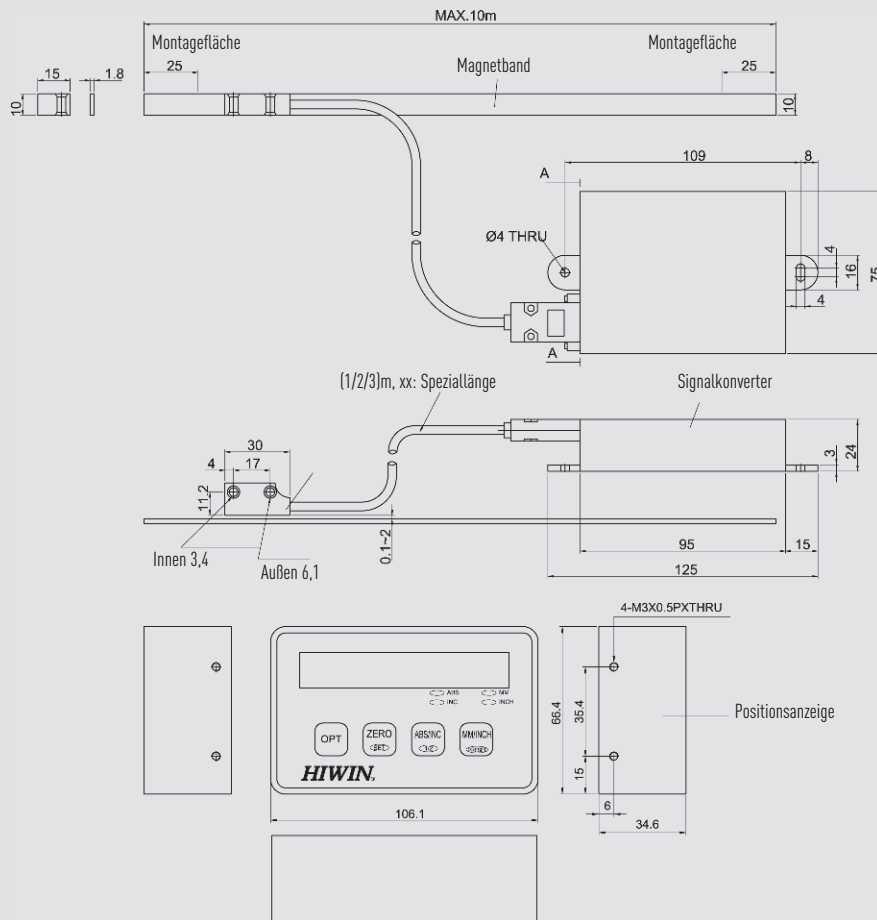 MAX.10m
Montagefläche
Montagefläche
25
Magnetband
25
15
1.8
10
10
109
8
A
Ø4 THRU
4
16
75
4
A
(1/2/3)m, xx: Speziallänge
Signalkonverter
30
4
17
11,2
3
24
0.1~2
Innen 3,4
Außen 6,1
95
15
125
4-M3X0.5PXTHRU
ABS
MM
INC
INCH
66.4
35.4
Positionsanzeige
OPT
ZERO
SET
ABS/INC
1/2
MM/INCH
HIWIN
15
6
106.1
34.6